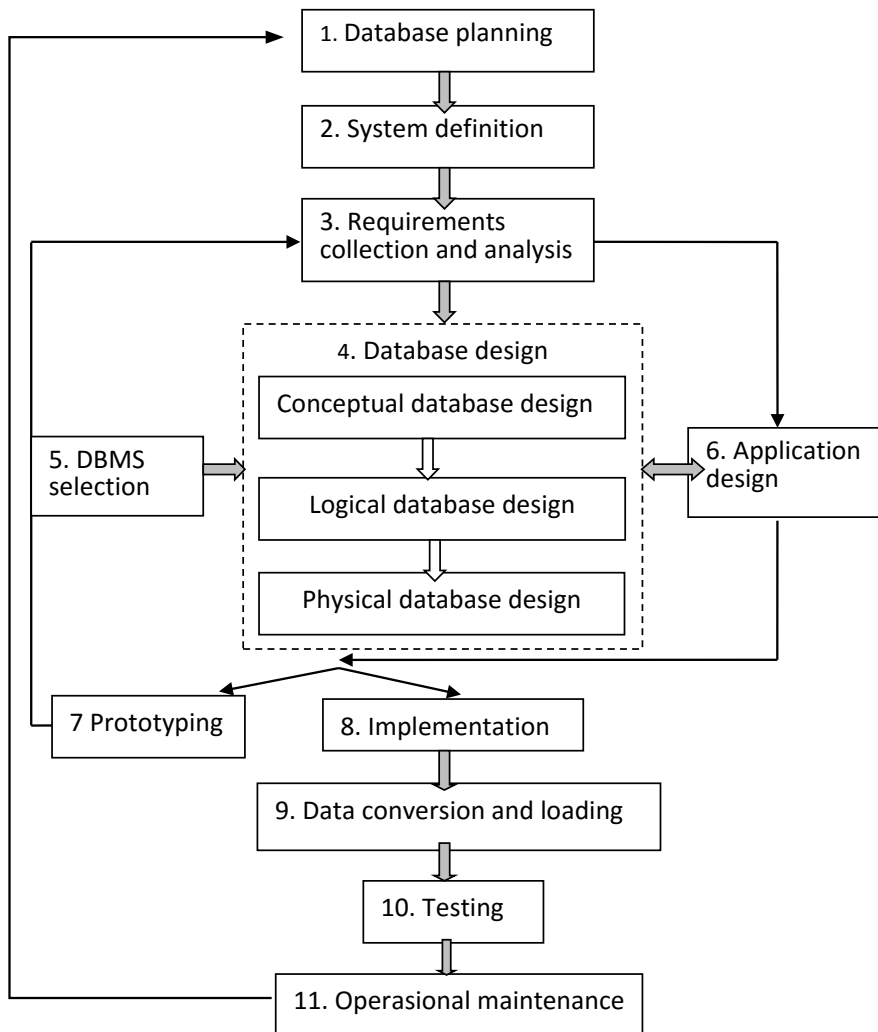 1. Database planning
2. System definition
3. Requirements
collection and analysis
4. Database design
Conceptual database design
5. DBMS
selection
6. Application
design
Logical database design
Physical database design
7 Prototyping
8. Implementation
9. Data conversion and loading
10. Testing
11. Operasional maintenance